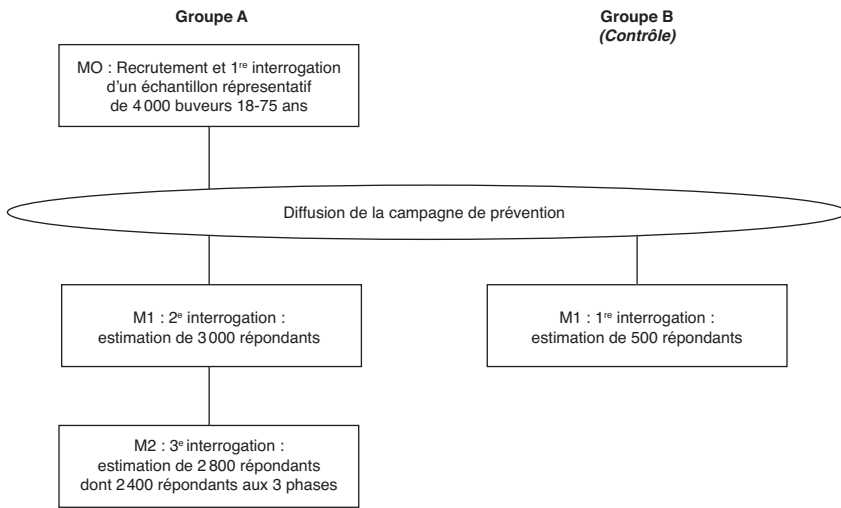 Groupe A
Groupe B
(Contrôle)
MO : Recrutement et 1re interrogation
d'un échantillon réprésentatif
de 4 000 buveurs 18-75 ans
Diffusion de la campagne de prévention
M1 : 2e interrogation :
estimation de 3 000 répondants
M1 : 1re interrogation :
estimation de 500 répondants
M2 : 3e interrogation :
estimation de 2 800 répondants
dont 2 400 répondants aux 3 phases